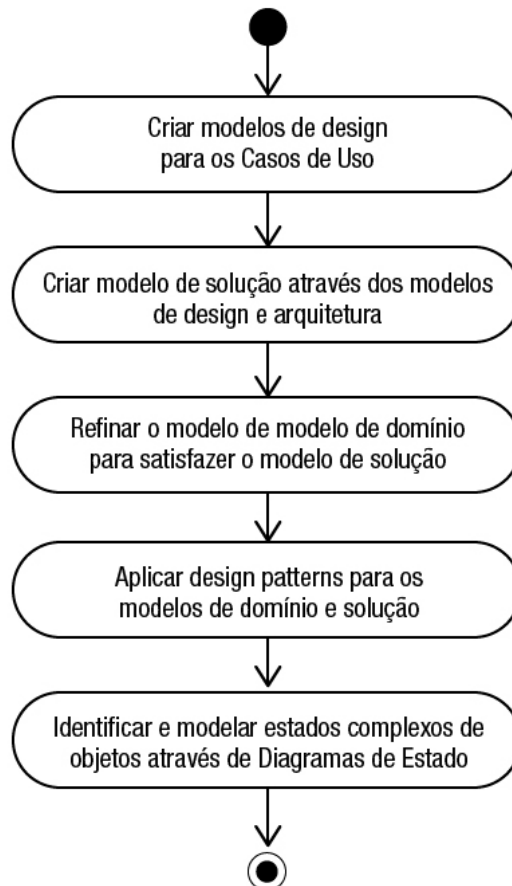 Criar modelos de design
para os Casos de Uso
Criar modelo de solução através dos modelos
de design e arquitetura
Refinar o modelo de modelo de domínio
para satisfazer o modelo de solução
Aplicar design patterns para os
modelos de domínio e solução
Identificar e modelar estados complexos de
objetos através de Diagramas de Estado